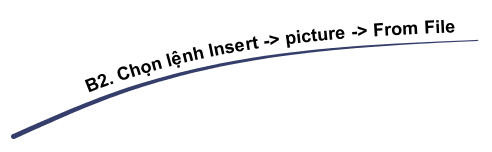 B2. Chọn lệnh Insert -> picture -> From File